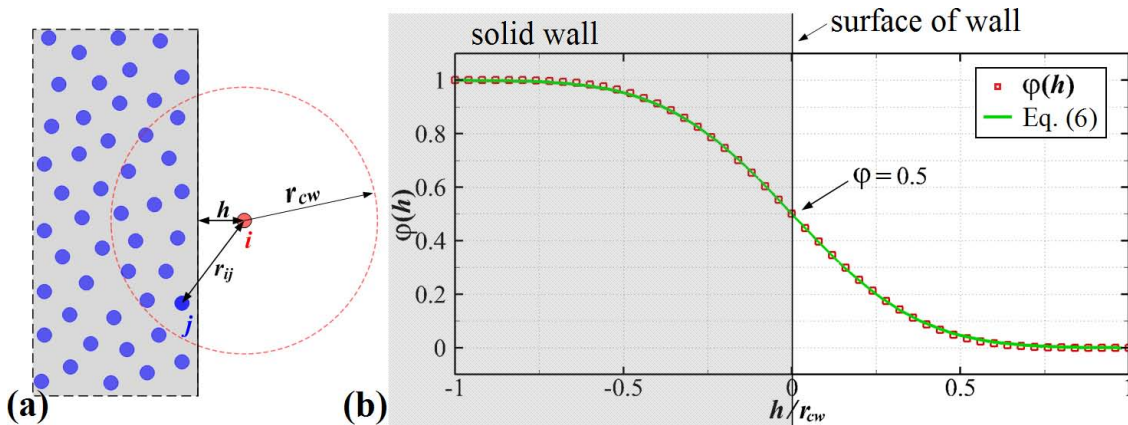 solid wall
surface of wall
h
r_cw
i
r_ij
j
(a)
φ(h)
1
0.8
0.6
0.4
0.2
0
φ(h)
Eq. (6)
φ = 0.5
-1
-0.5
0
0.5
1
h/r_cw
(b)